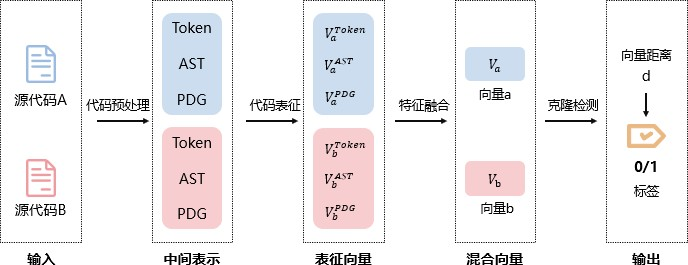 源代码A
源代码B
输入
代码预处理
Token
AST
PDG
Token
AST
PDG
中间表示
代码表征
V_a^{Token}
V_a^{AST}
V_a^{PDG}
V_b^{Token}
V_b^{AST}
V_b^{PDG}
表征向量
特征融合
V_a
向量a
V_b
向量b
混合向量
克隆检测
向量距离
d
0/1
标签
输出